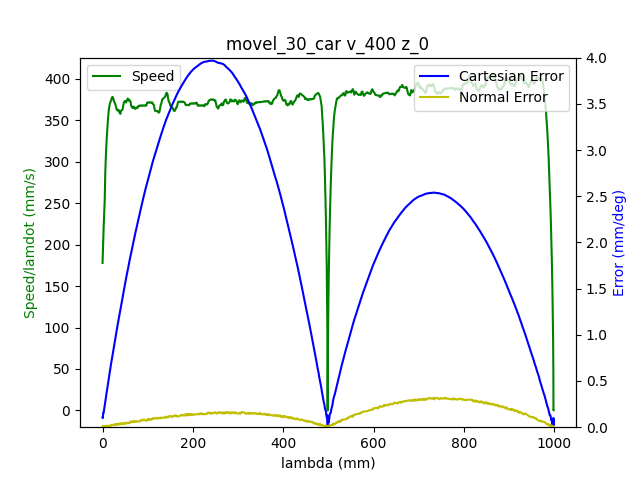 movel_30_car v_400 z_0
Speed
Cartesian Error
Normal Error
Speed/lamdot (mm/s)
400
350
300
250
200
150
100
50
0
4.0
3.5
3.0
2.5
2.0
1.5
1.0
0.5
0.0
Error (mm/deg)
0 200 400 600 800 1000
lambda (mm)